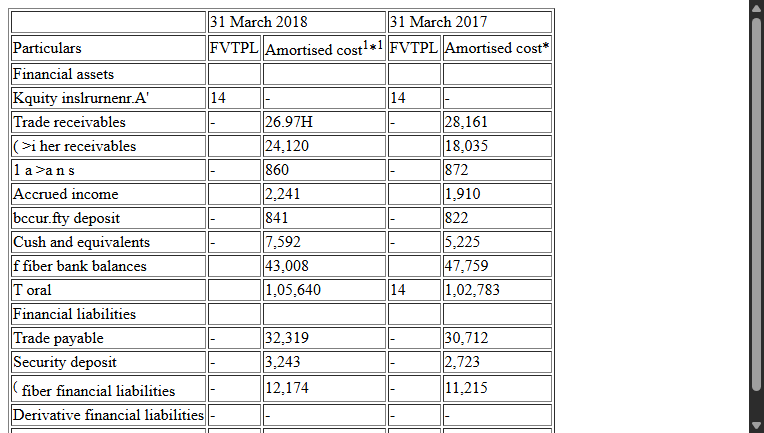 31 March 2018 31 March 2017
Particulars FVTPL Amortised cost1*1 FVTPL Amortised cost*
Financial assets
Kquity inslrurnenr.A' 14 - 14 -
Trade receivables - 26.97H - 28,161
( >i her receivables 24,120 18,035
1 a >a n s - 860 - 872
Accrued income 2,241 1,910
bccur.fty deposit - 841 - 822
Cush and equivalents - 7,592 - 5,225
f fiber bank balances 43,008 47,759
T oral 1,05,640 14 1,02,783
Financial liabilities
Trade payable - 32,319 - 30,712
Security deposit - 3,243 - 2,723
( fiber financial liabilities - 12,174 - 11,215
Derivative financial liabilities - - - -